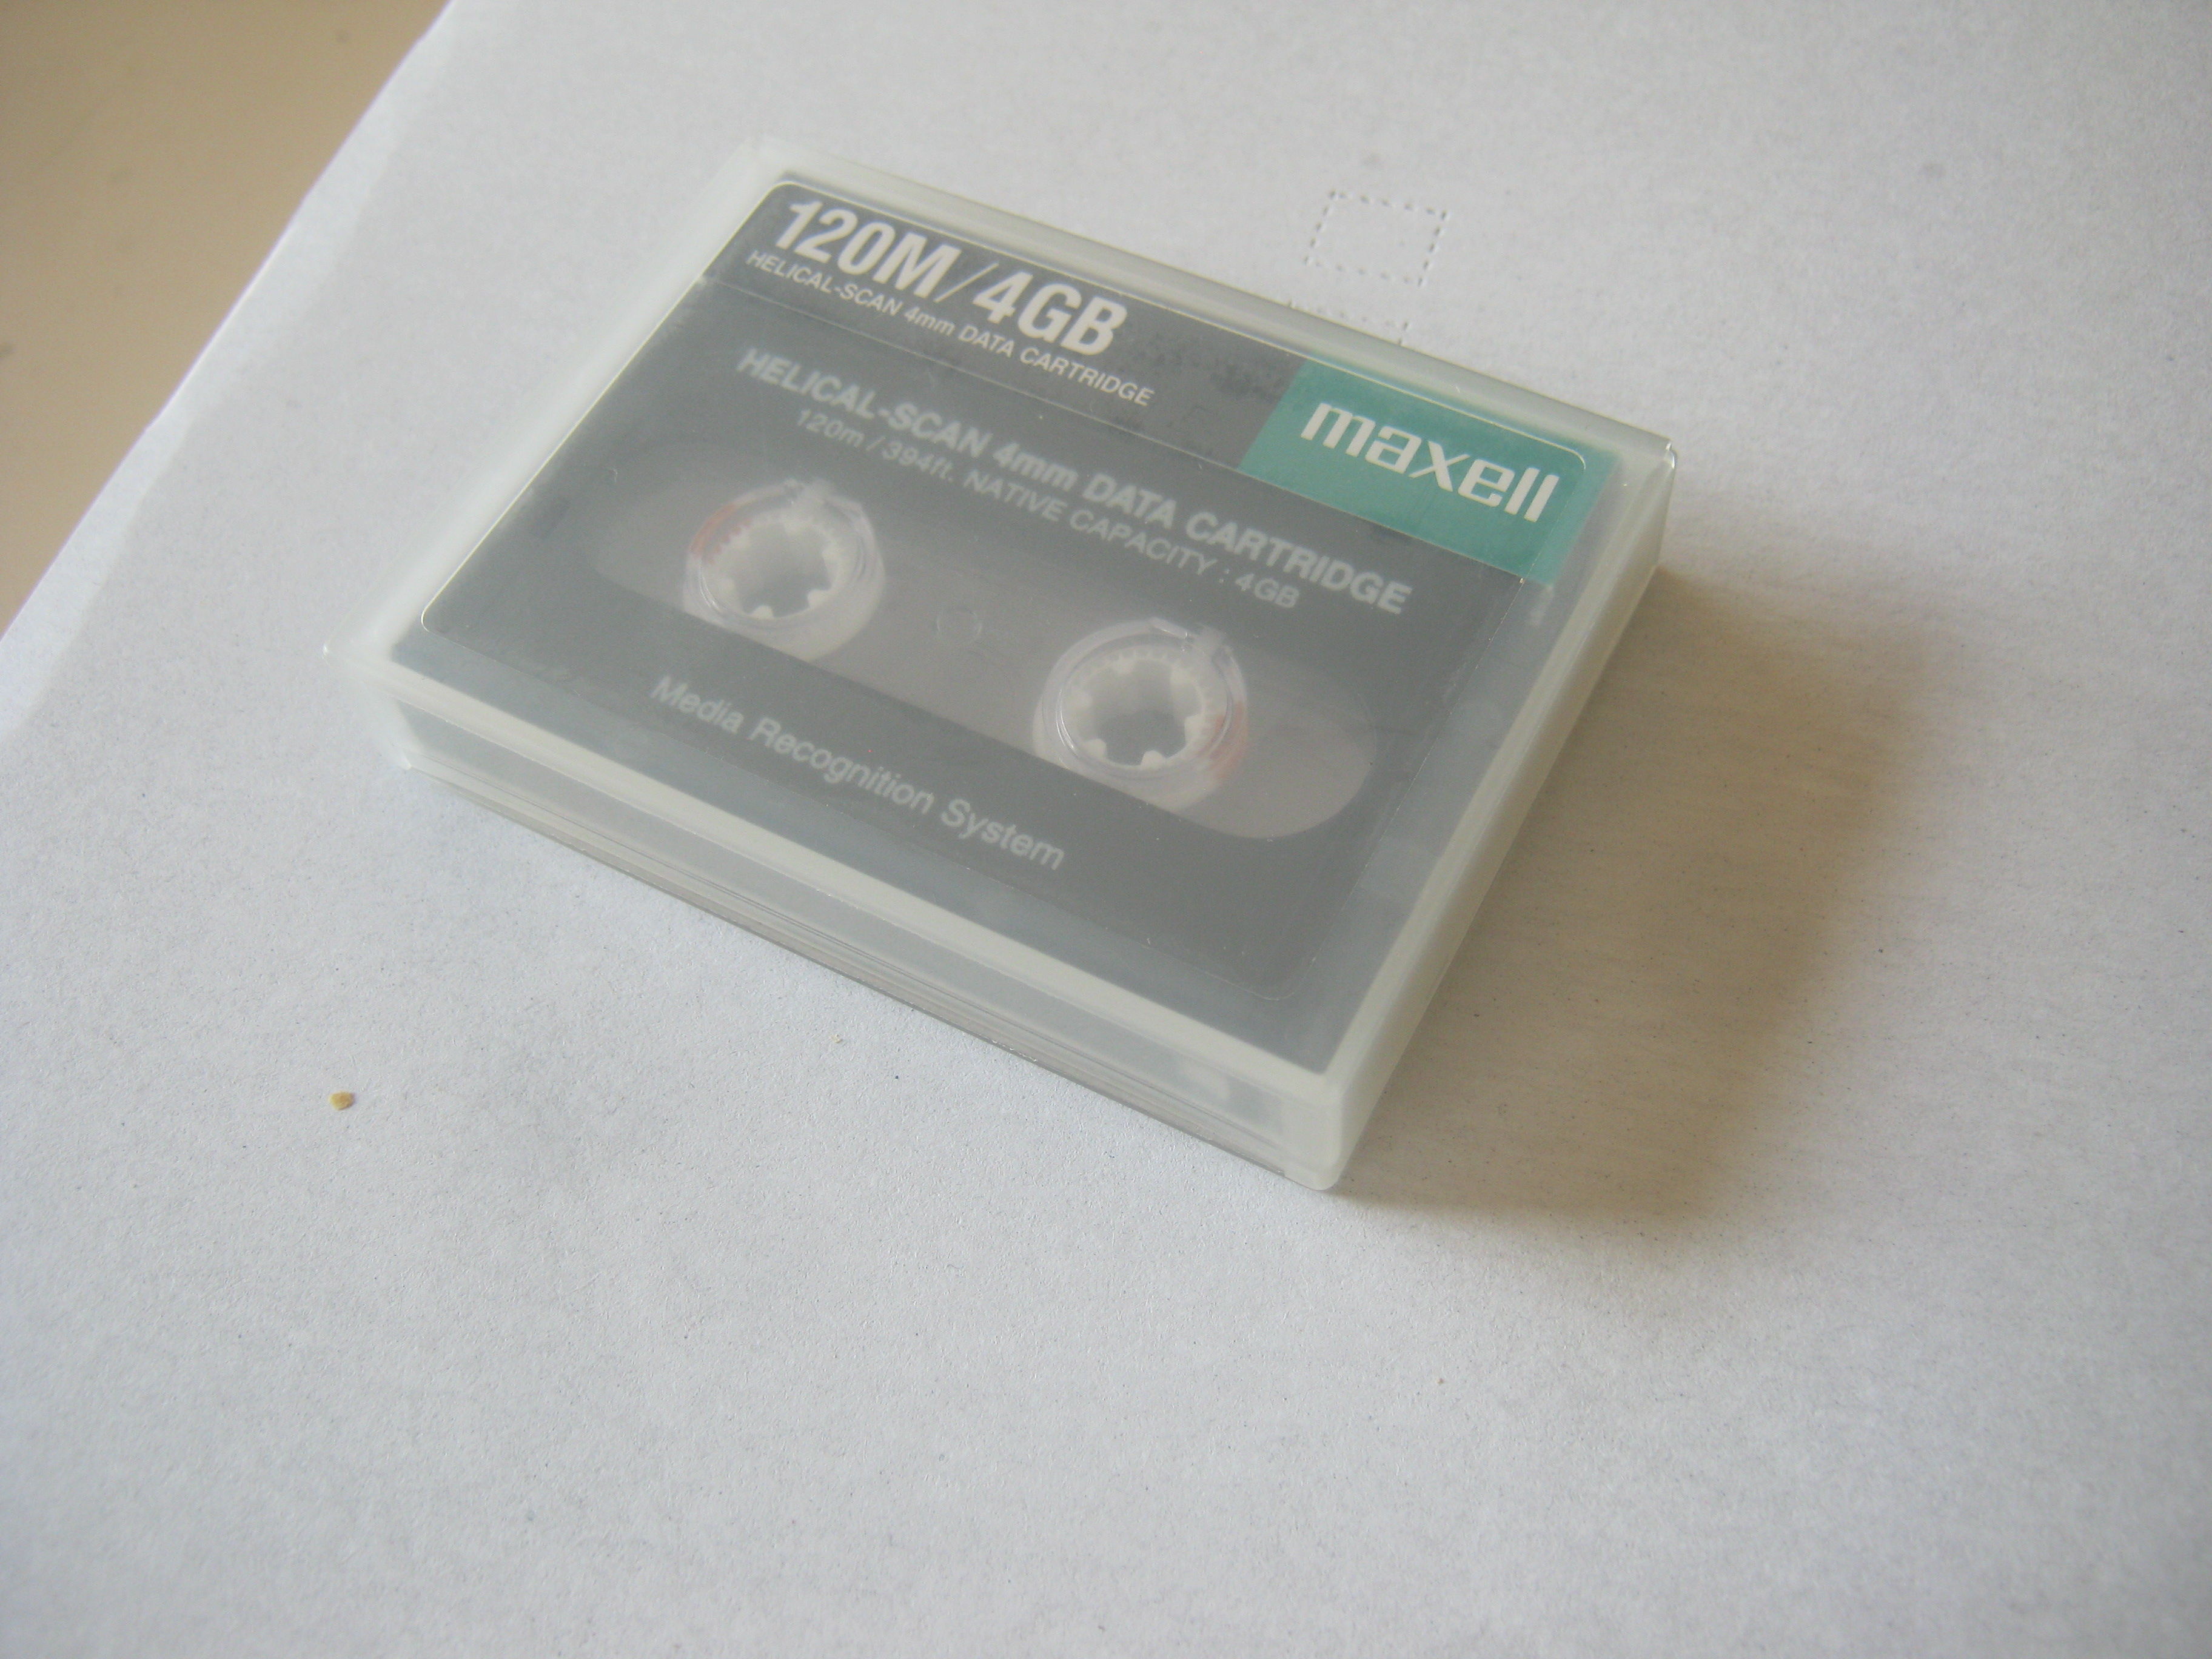 120M/4GB
HELICAL-SCAN 4mm DATA CARTRIDGE
maxell
HELICAL-SCAN 4mm DATA CARTRIDGE
120m / 394ft. NATIVE CAPACITY : 4GB
Media Recognition System